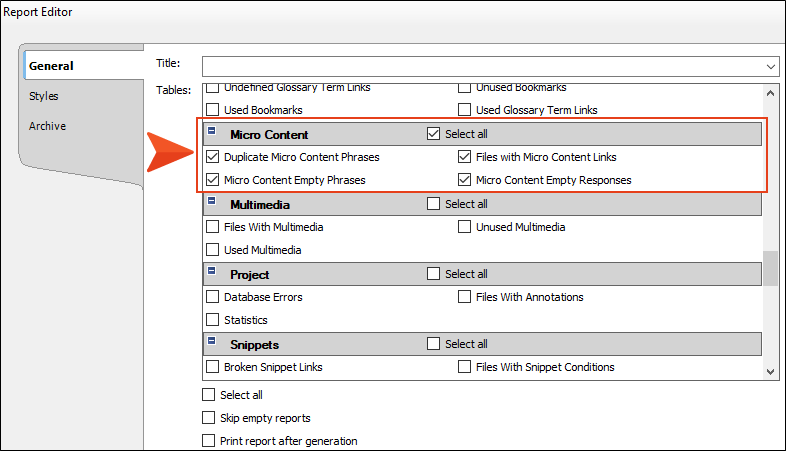 Report Editor
General
Styles
Archive
Title:
Tables:
Undefined Glossary Term Links Unused Bookmarks
Used Bookmarks Used Glossary Term Links
Micro Content Select all
Duplicate Micro Content Phrases Files with Micro Content Links
Micro Content Empty Phrases Micro Content Empty Responses
Multimedia Select all
Files With Multimedia Unused Multimedia
Used Multimedia
Project Select all
Database Errors Files With Annotations
Statistics
Snippets Select all
Broken Snippet Links Files With Snippet Conditions
Select all
Skip empty reports
Print report after generation